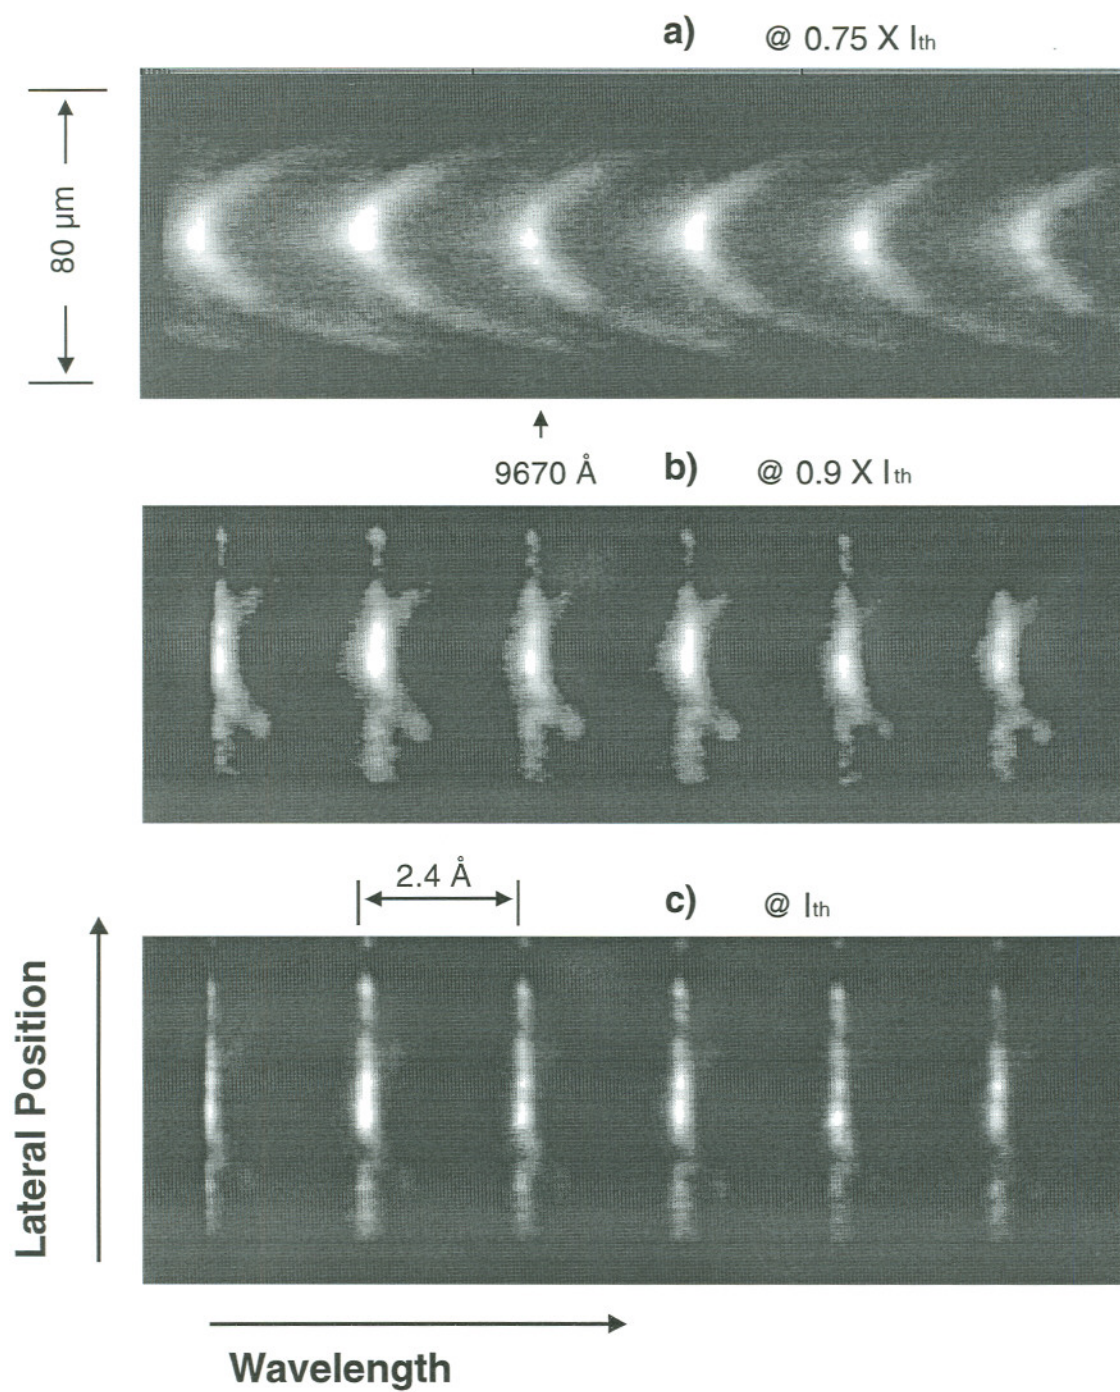 a) @ 0.75 X Ith
80 µm
9670 Å
b) @ 0.9 X Ith
2.4 Å
c) @ Ith
Lateral Position
Wavelength